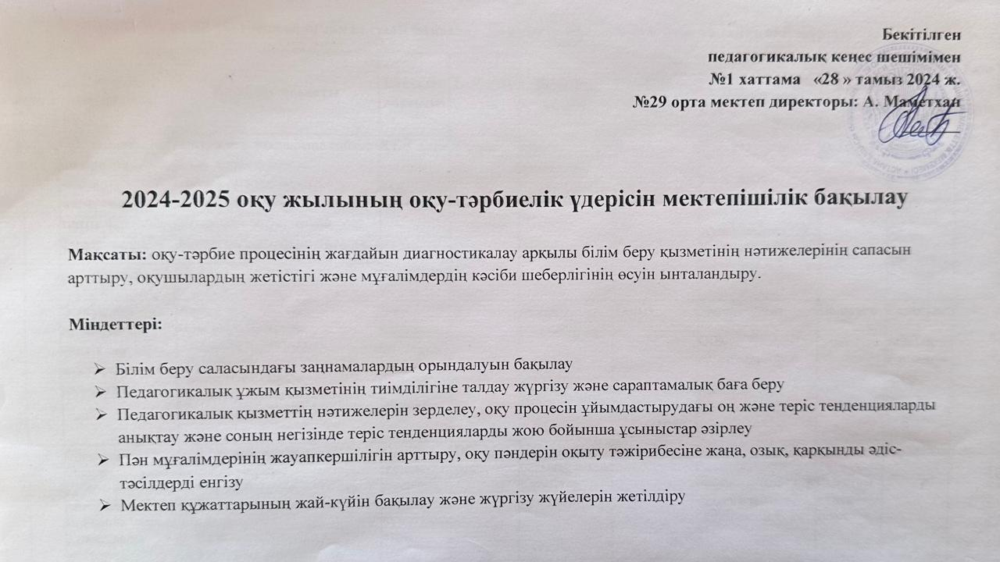 Бекітілген
педагогикалық кеңес шешімімен
№1 хаттама «28 » тамыз 2024 ж.
№29 орта мектеп директоры: А. Маметхан
2024-2025 оқу жылының оқу-тәрбиелік үдерісін мектепішілік бақылау
Мақсаты: оқу-тәрбие процесінің жағдайын диагностикалау арқылы білім беру қызметінің нәтижелерінің сапасын
арттыру, оқушылардың жетістігі және мұғалімдердің кәсіби шеберлігінің өсуін ынталандыру.
Міндеттері:
➢ Білім беру саласындағы заңнамалардың орындалуын бақылау
➢ Педагогикалық ұжым қызметінің тиімділігіне талдау жүргізу және сараптамалық баға беру
➢ Педагогикалық қызметтің нәтижелерін зерделеу, оқу процесін ұйымдастырудағы оң және теріс тенденцияларды
анықтау және соның негізінде теріс тенденцияларды жою бойынша ұсыныстар әзірлеу
➢ Пән мұғалімдерінің жауапкершілігін арттыру, оқу пәндерін оқыту тәжірибесіне жаңа, озық, қарқынды әдіс-
тәсілдерді енгізу
➢ Мектеп құжаттарының жай-күйін бақылау және жүргізу жүйелерін жетілдіру